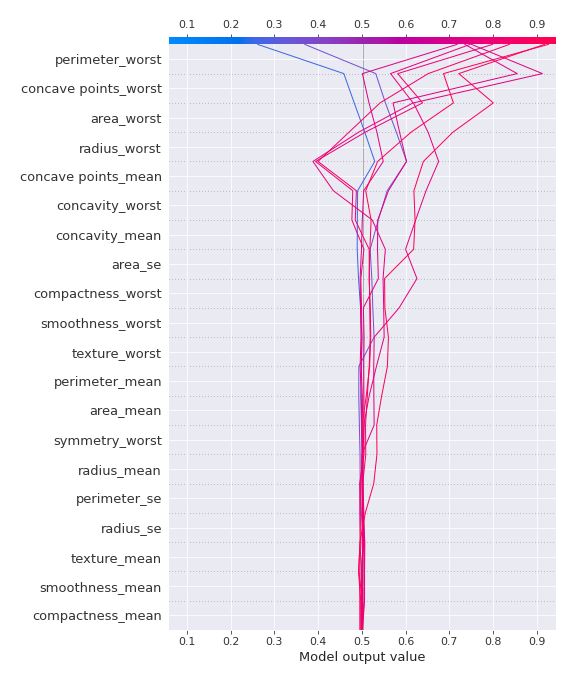 0.1 0.2 0.3 0.4 0.5 0.6 0.7 0.8 0.9
perimeter_worst
concave points_worst
area_worst
radius_worst
concave points_mean
concavity_worst
concavity_mean
area_se
compactness_worst
smoothness_worst
texture_worst
perimeter_mean
area_mean
symmetry_worst
radius_mean
perimeter_se
radius_se
texture_mean
smoothness_mean
compactness_mean
0.1 0.2 0.3 0.4 0.5 0.6 0.7 0.8 0.9
Model output value